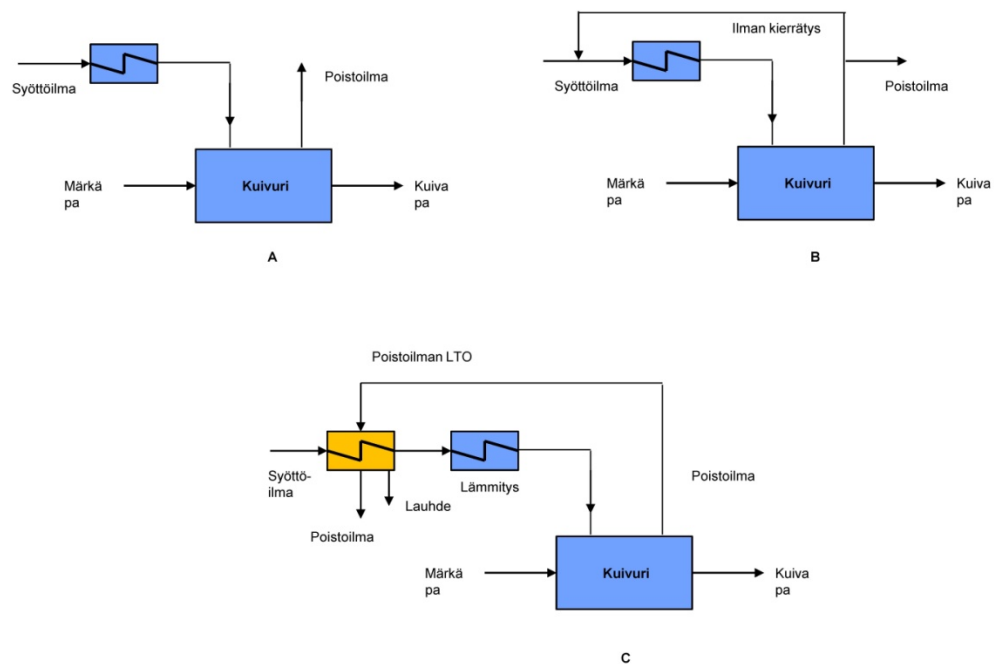 Syöttöilma
Poistoilma
Märkä
pa
Kuivuri
Kuiva
pa
A
Ilman kierrätys
Syöttöilma
Poistoilma
Märkä
pa
Kuivuri
Kuiva
pa
B
Poistoilman LTO
Syöttö-
ilma
Lämmitys
Lauhde
Poistoilma
Poistoilma
Märkä
pa
Kuivuri
Kuiva
pa
C